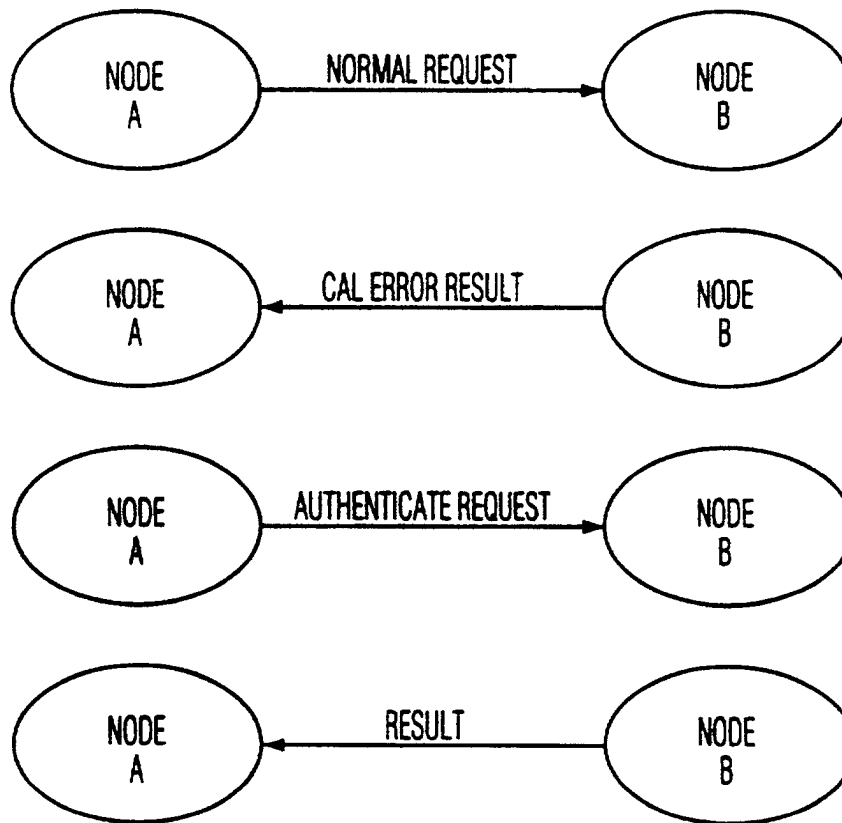 NODE
A
NORMAL REQUEST
NODE
B
NODE
A
CAL ERROR RESULT
NODE
B
NODE
A
AUTHENTICATE REQUEST
NODE
B
NODE
A
RESULT
NODE
B